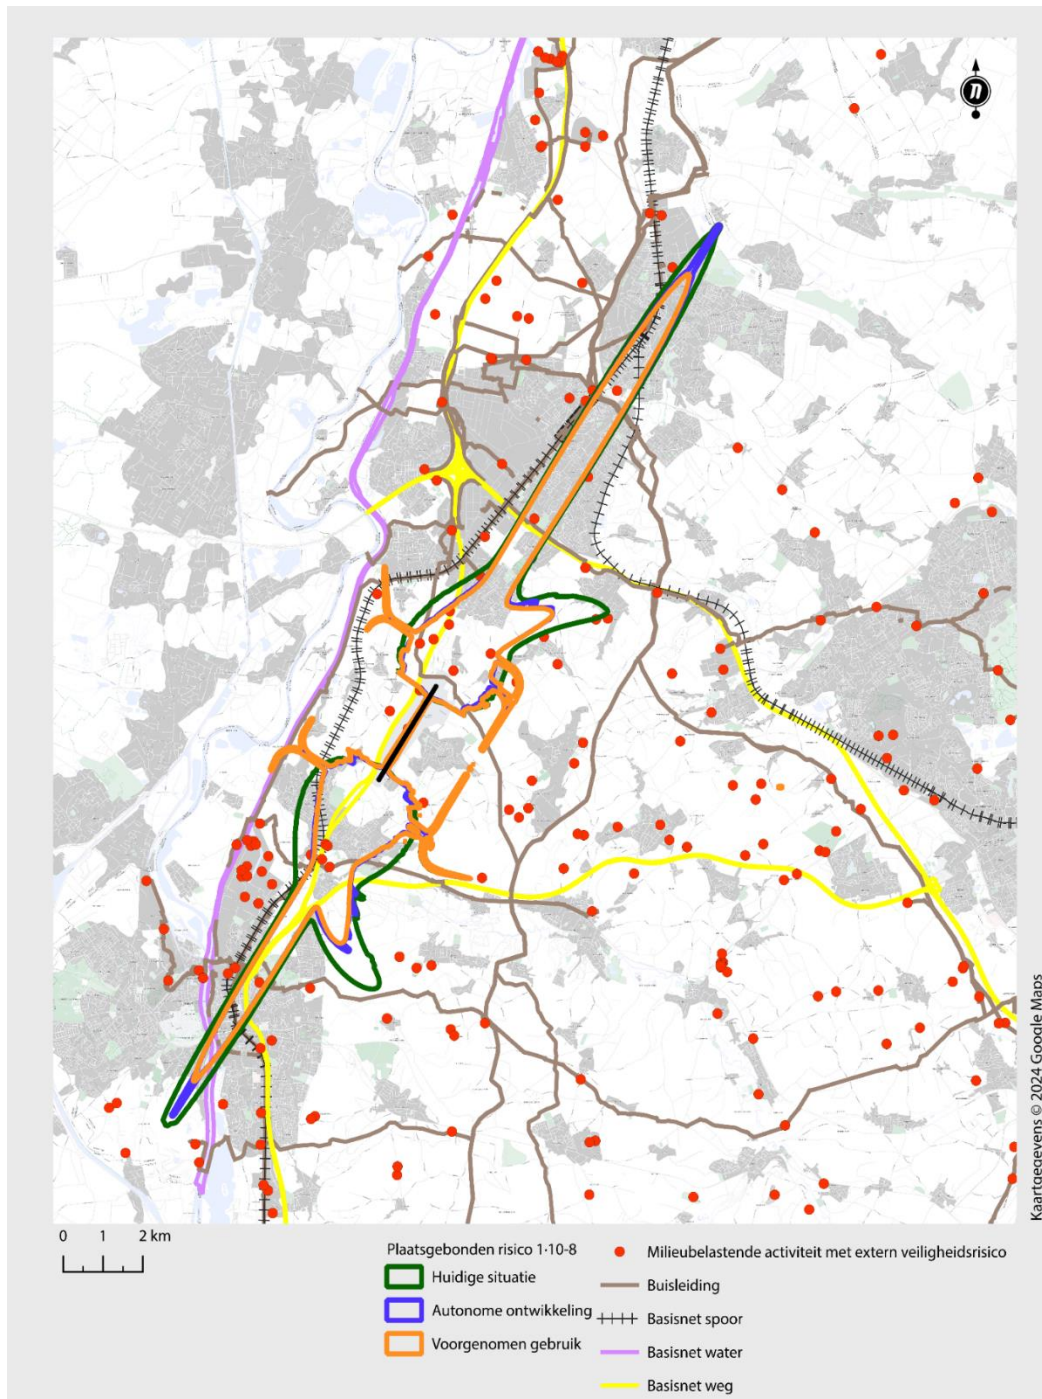 n
Kaartgegevens © 2024 Google Maps
0 1 2 km
Plaatsgebonden risico 1·10-8
Huidige situatie
Autonome ontwikkeling
Voorgenomen gebruik
Milieubelastende activiteit met extern veiligheidsrisico
Buisleiding
Basisnet spoor
Basisnet water
Basisnet weg